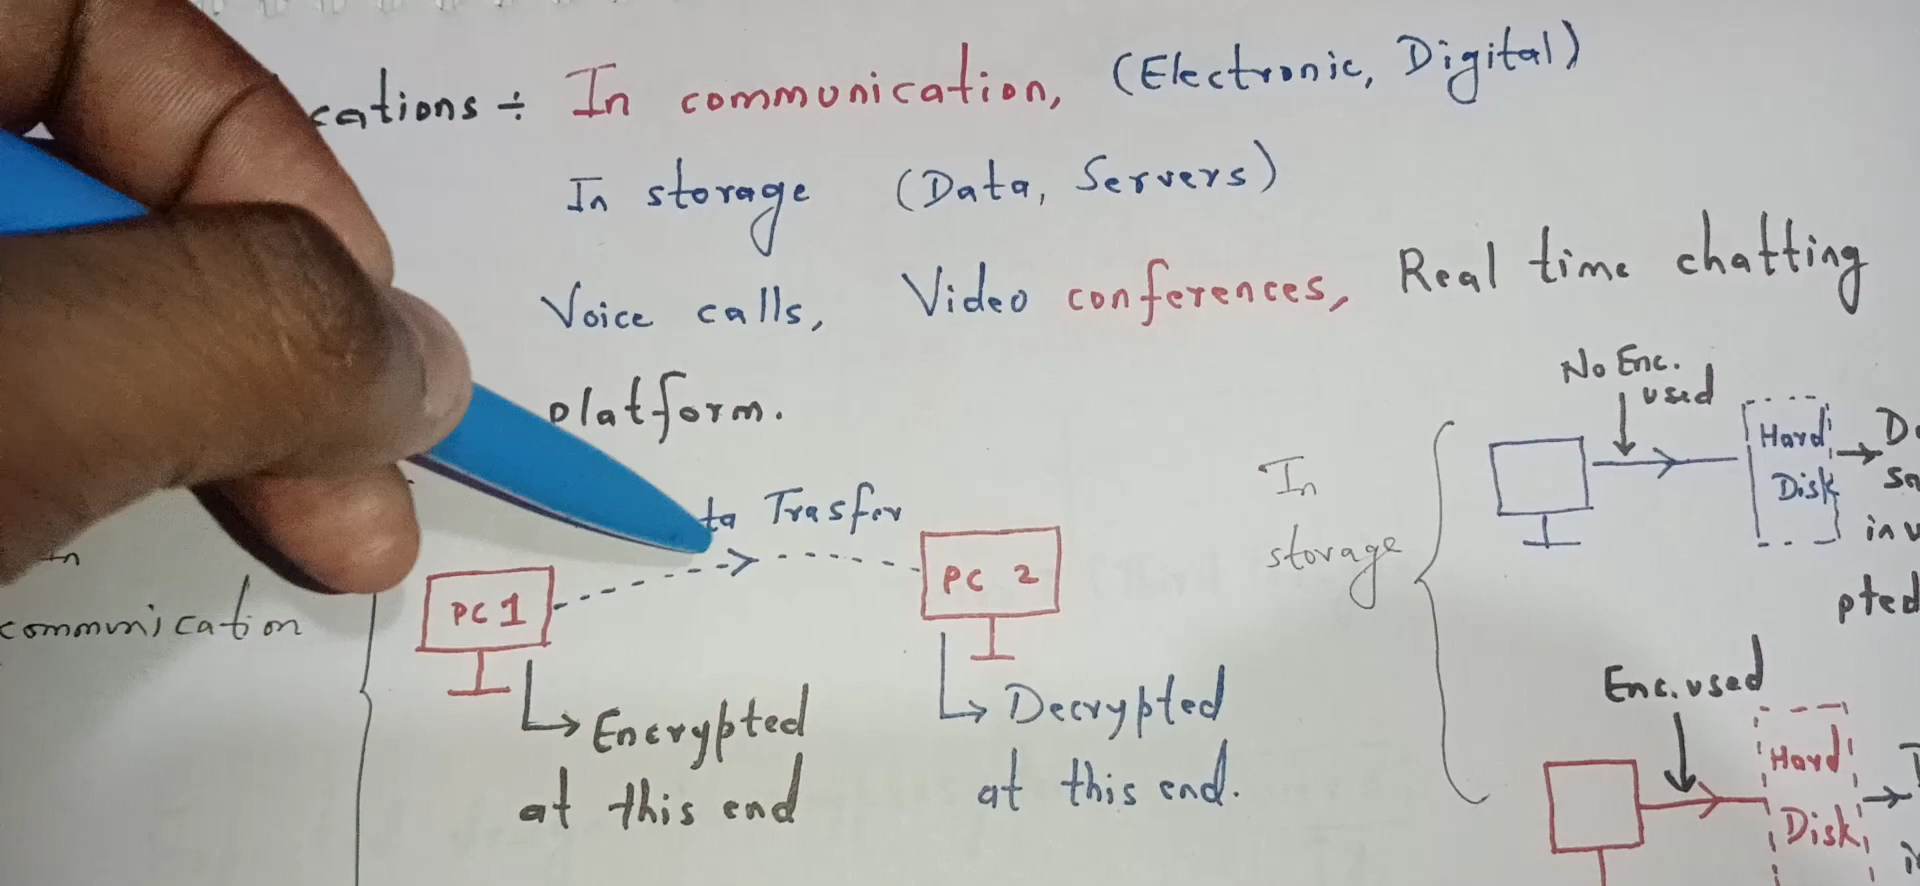 cations ÷ In communication, (Electronic, Digital)
In storage (Data, Servers)
Voice calls, Video conferences, Real time chatting
platform.
No Enc.
used
Hard
Disk
In
storage
ta Trasfer
PC 1
PC 2
In
communication
Encrypted
at this end
Decrypted
at this end.
pted
Enc. used
Hard
Disk